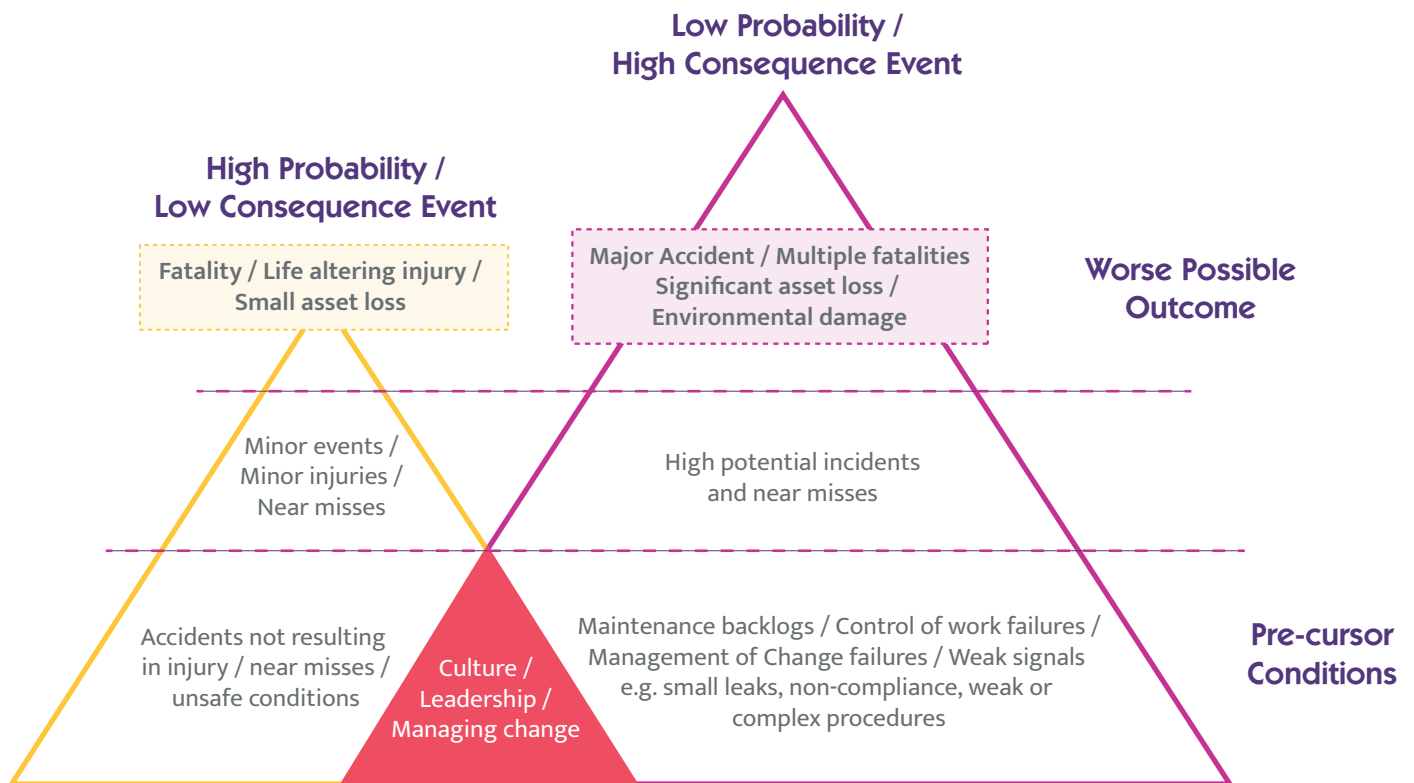 Low Probability /
High Consequence Event
High Probability /
Low Consequence Event
Fatality / Life altering injury /
Small asset loss
Major Accident / Multiple fatalities
Significant asset loss /
Environmental damage
Worse Possible
Outcome
Minor events /
Minor injuries /
Near misses
High potential incidents
and near misses
Accidents not resulting
in injury / near misses /
unsafe conditions
Culture /
Leadership /
Managing change
Maintenance backlogs / Control of work failures /
Management of Change failures / Weak signals
e.g. small leaks, non-compliance, weak or
complex procedures
Pre-cursor
Conditions